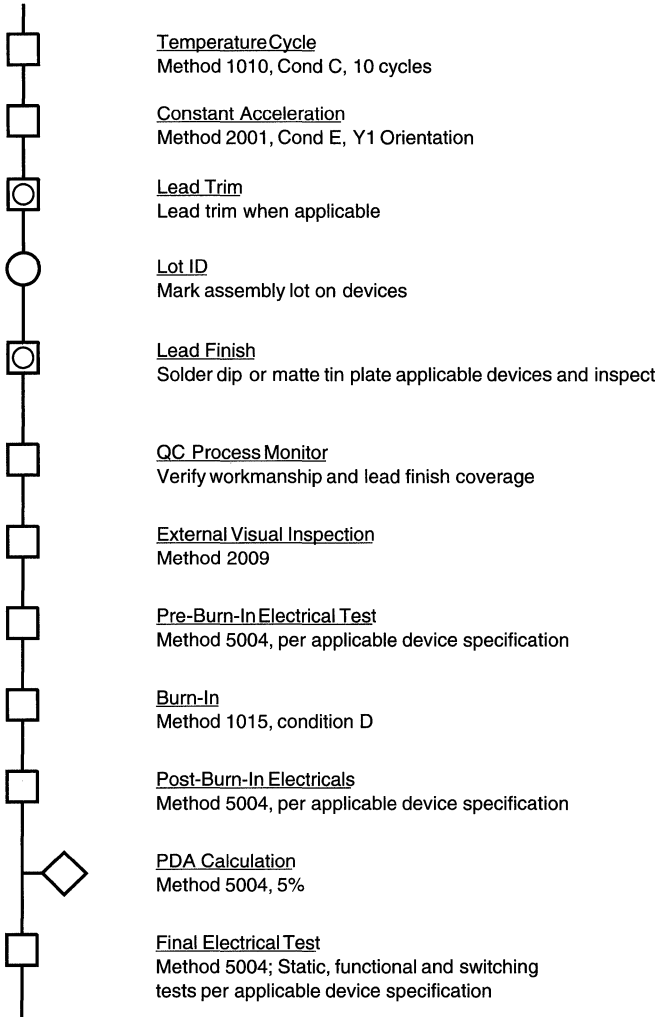 Temperature Cycle
Method 1010, Cond C, 10 cycles
Constant Acceleration
Method 2001, Cond E, Y1 Orientation
Lead Trim
Lead trim when applicable
Lot ID
Mark assembly lot on devices
Lead Finish
Solder dip or matte tin plate applicable devices and inspect
QC Process Monitor
Verify workmanship and lead finish coverage
External Visual Inspection
Method 2009
Pre-Burn-In Electrical Test
Method 5004, per applicable device specification
Burn-In
Method 1015, condition D
Post-Burn-In Electricals
Method 5004, per applicable device specification
PDA Calculation
Method 5004, 5%
Final Electrical Test
Method 5004; Static, functional and switching
tests per applicable device specification